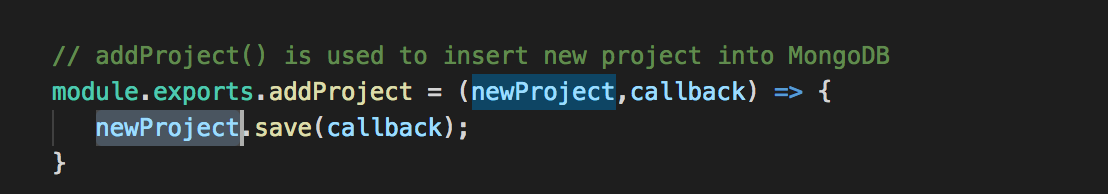 // addProject() is used to insert new project into MongoDB
module.exports.addProject = (newProject,callback) => {
newProject.save(callback);
}